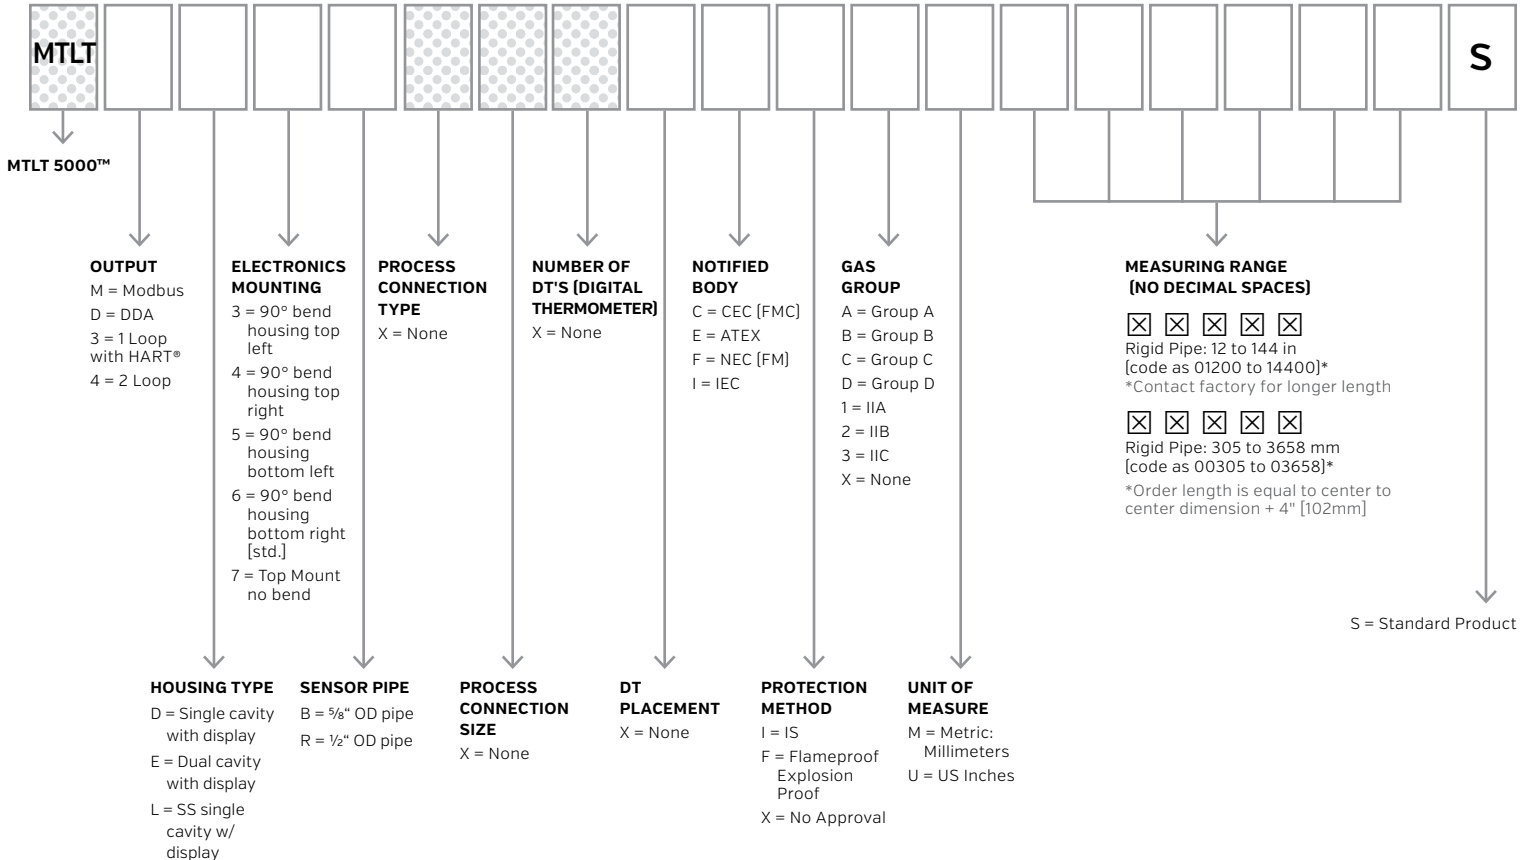 MTLT
S
MTLT 5000™
OUTPUT
M = Modbus
D = DDA
3 = 1 Loop
with HART®
4 = 2 Loop
ELECTRONICS
MOUNTING
3 = 90° bend
housing top
left
4 = 90° bend
housing top
right
5 = 90° bend
housing
bottom left
6 = 90° bend
housing
bottom right
[std.]
7 = Top Mount
no bend
PROCESS
CONNECTION
TYPE
X = None
NUMBER OF
DT'S (DIGITAL
THERMOMETER)
X = None
NOTIFIED
BODY
C = CEC (FMC)
E = ATEX
F = NEC (FM)
I = IEC
GAS
GROUP
A = Group A
B = Group B
C = Group C
D = Group D
1 = IIA
2 = IIB
3 = IIC
X = None
MEASURING RANGE
(NO DECIMAL SPACES)
Rigid Pipe: 12 to 144 in
(code as 01200 to 14400)*
*Contact factory for longer length
Rigid Pipe: 305 to 3658 mm
(code as 00305 to 03658)*
*Order length is equal to center to
center dimension + 4" [102mm]
S = Standard Product
HOUSING TYPE
D = Single cavity
with display
E = Dual cavity
with display
L = SS single
cavity w/
display
SENSOR PIPE
B = ⅝“ OD pipe
R = ½“ OD pipe
PROCESS
CONNECTION
SIZE
X = None
DT
PLACEMENT
X = None
PROTECTION
METHOD
I = IS
F = Flameproof
Explosion
Proof
X = No Approval
UNIT OF
MEASURE
M = Metric:
Millimeters
U = US Inches